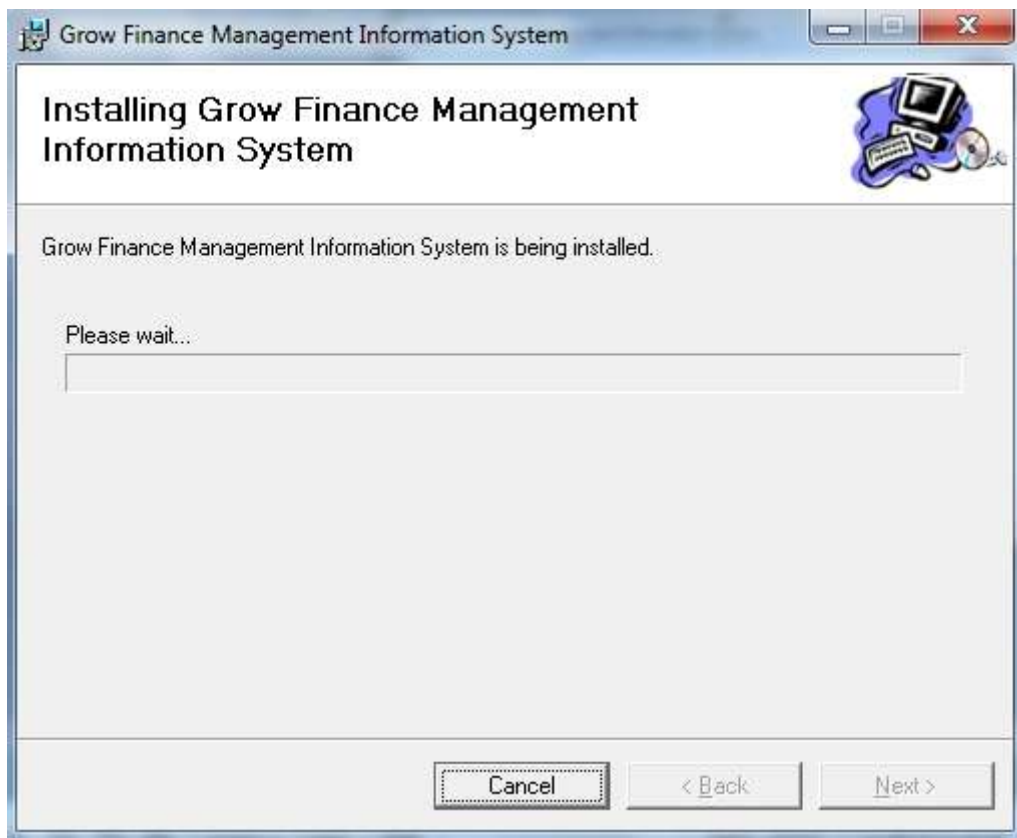 Grow Finance Management Information System
Installing Grow Finance Management
Information System
Grow Finance Management Information System is being installed.
Please wait...
Cancel
< Back
Next >